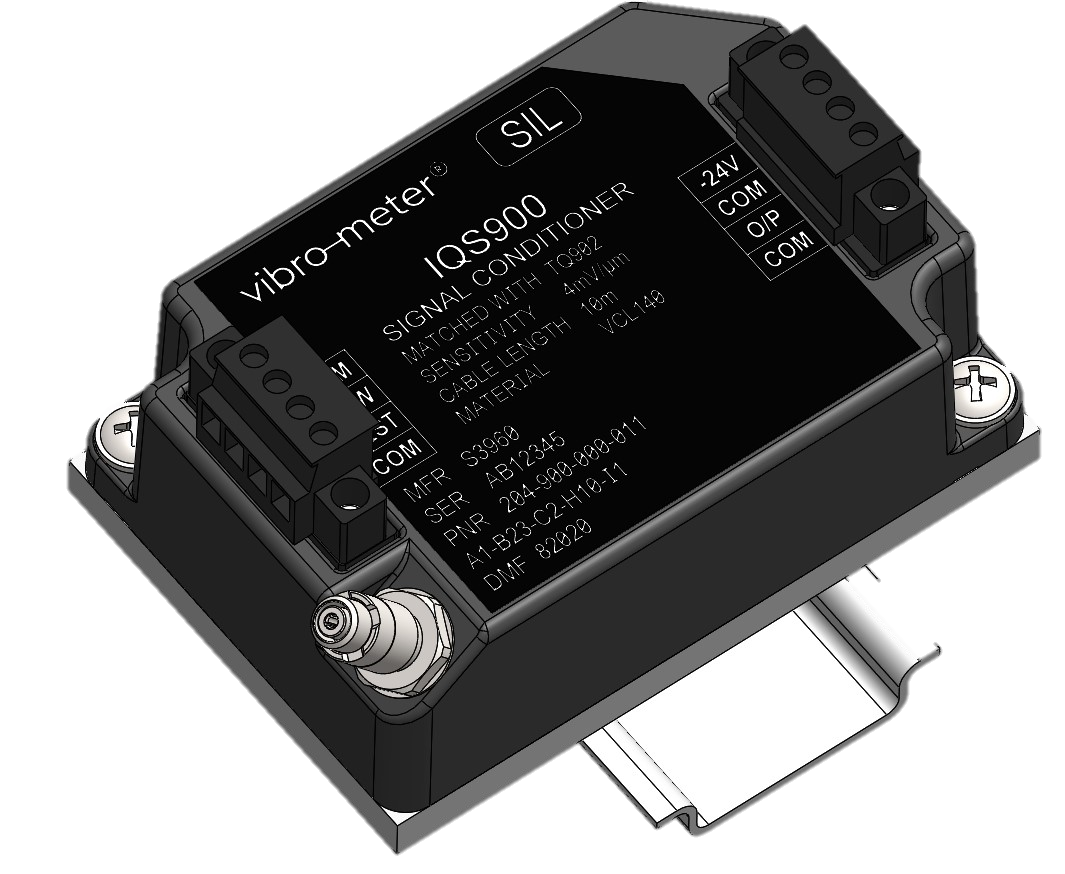 SIL
vibro-meter®
IQS900
SIGNAL CONDITIONER
MATCHED WITH TQ902
SENSITIVITY 4mV/µm
CABLE LENGTH 10m
MATERIAL VCL140
MFR S3960
SER AB12345
PNR 204-900-000-011
A1-B23-C2-H10-I1
DMF 82020
-24V
COM
O/P
COM
M
N
ST
COM